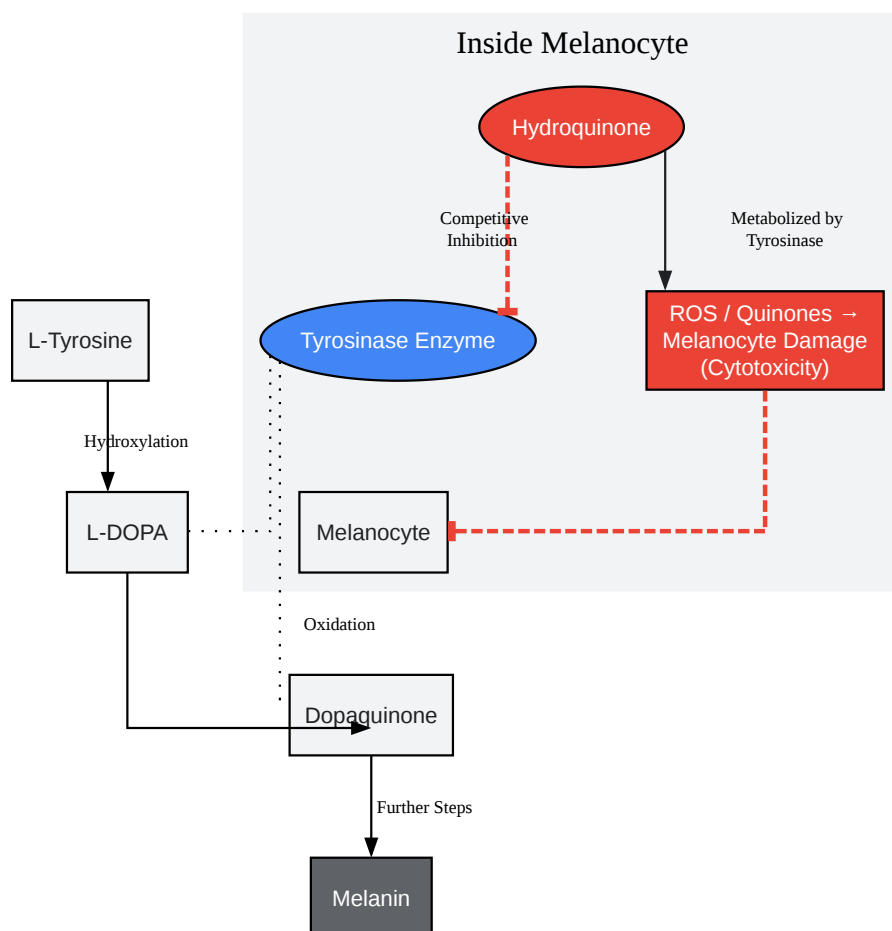 Inside Melanocyte
Hydroquinone
Competitive
Inhibition
Metabolized by
Tyrosinase
L-Tyrosine
Tyrosinase Enzyme
ROS / Quinones →
Melanocyte Damage
(Cytotoxicity)
Hydroxylation
L-DOPA
Melanocyte
Oxidation
Dopaquinone
Further Steps
Melanin